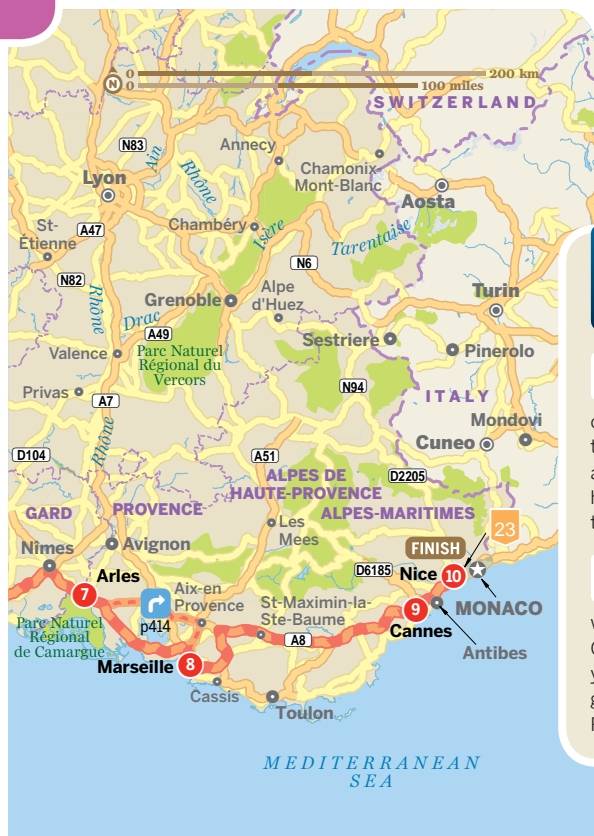 N
0
200 km
0
100 miles
SWITZERLAND
N83
Ain
Rhône
Annecy
Chamonix
Mont-Blanc
Lyon
Aosta
St-
Étienne
A47
Chambéry
Isere
Tarentaise
N82
N6
Rhône
Grenoble
Alpe
d'Huez
Turin
Drac
A49
Sestriere
Valence
Parc Naturel
Régional du
Vercors
Pinerolo
Privas
A7
N94
ITALY
Mondovi
Cuneo
Rhône
D104
A51
ALPES DE
HAUTE-PROVENCE
D2205
GARD
PROVENCE
ALPES-MARITIMES
Les
Mees
23
Nîmes
Avignon
FINISH
Arles
7
Aix-en
Provence
D6185
Nice
10
p414
St-Maximin-la-
Ste-Baume
9
MONACO
Parc Naturel
Régional
de Camargue
A8
Cannes
Marseille
8
Antibes
Cassis
Toulon
MEDITERRANEAN
SEA